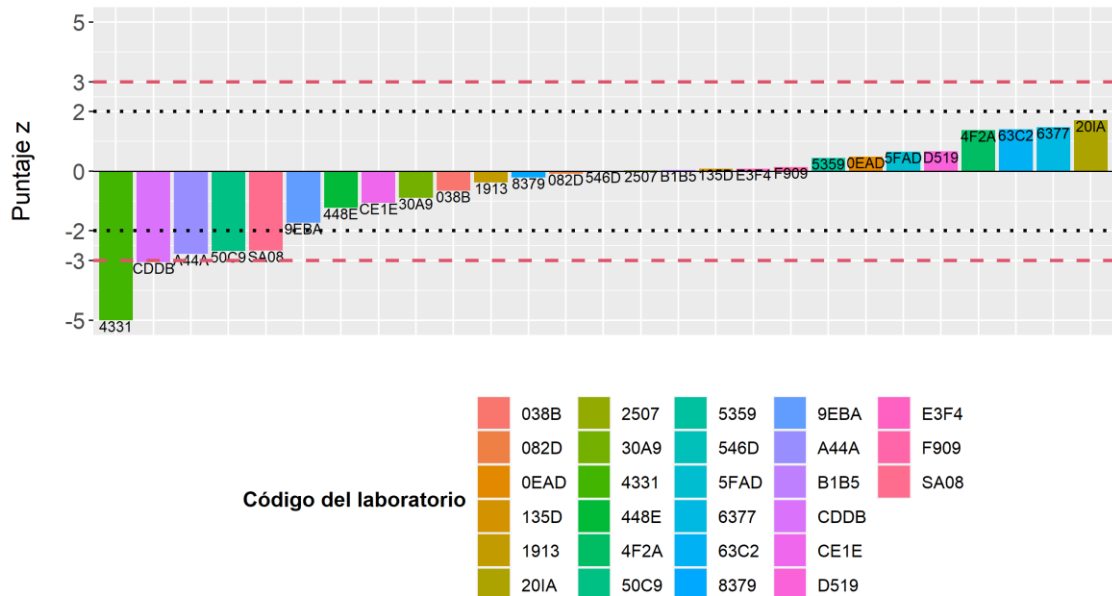 5
3
2
0
-2
-3
-5
Puntaje z
4331
CDDB
A44A
50C9
SA08
9EBA
448E
CE1E
30A9
038B
1913
8379
082D
546D
2507
B1B5
135D
E3F4
F909
5359
0EAD
5FAD
D519
4F2A
63C2
6377
20IA
Código del laboratorio
038B 2507 5359 9EBA E3F4
082D 30A9 546D A44A F909
0EAD 4331 5FAD B1B5 SA08
135D 448E 6377 CDDB
1913 4F2A 63C2 CE1E
20IA 50C9 8379 D519